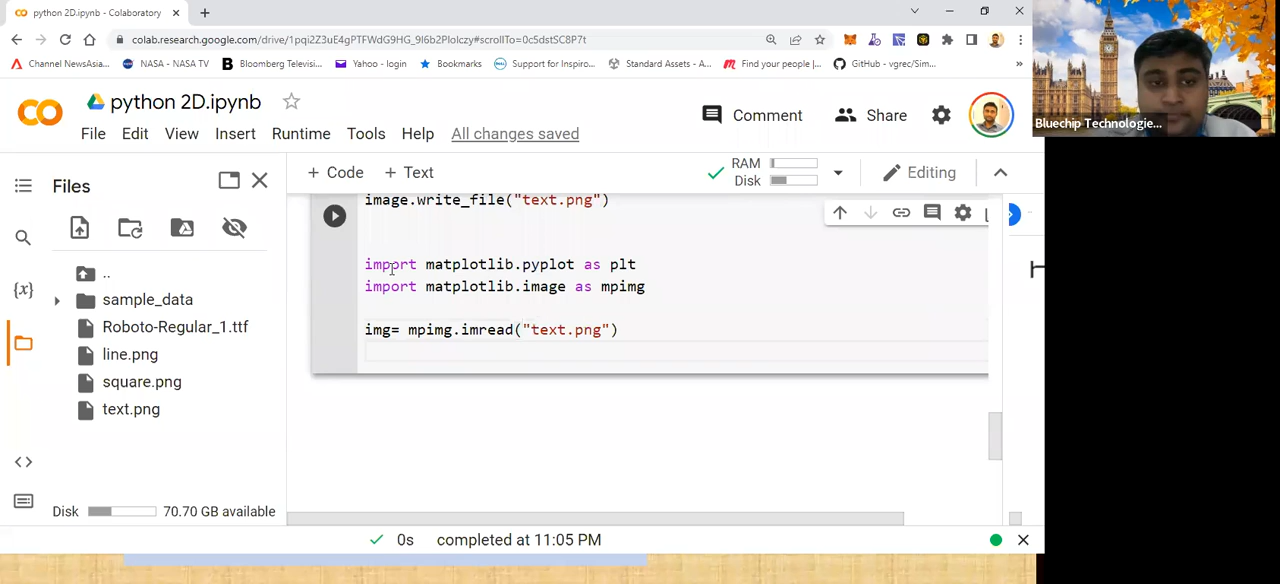 python 2D.ipynb - Colaboratory
colab.research.google.com/drive/1pqi2Z3uE4gPTFWdG9HG_9I6b2Plolczy#scrollTo=0c5dstSC8P7t
Channel NewsAsia... NASA - NASA TV Bloomberg Televisi... Yahoo - login Bookmarks Support for Inspiro... Standard Assets - A... Find your people |... GitHub - vgrec/Sim...
Bluechip Technologie...
python 2D.ipynb
Comment Share
File Edit View Insert Runtime Tools Help All changes saved
Files
+ Code + Text
RAM
Disk
Editing
image.write_file("text.png")
import matplotlib.pyplot as plt
import matplotlib.image as mpimg
img= mpimg.imread("text.png")
..
sample_data
Roboto-Regular_1.ttf
line.png
square.png
text.png
Disk 70.70 GB available
0s completed at 11:05 PM